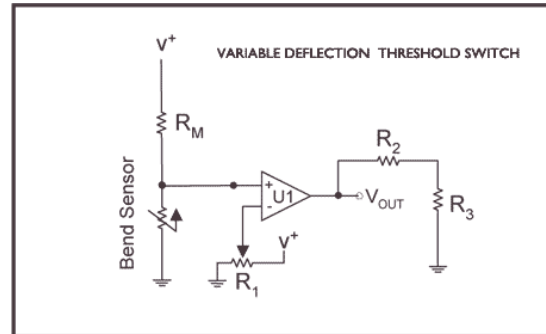 V+
VARIABLE DEFLECTION THRESHOLD SWITCH
RM
R2
Bend Sensor
+
U1
-
VOUT
R3
V+
R1